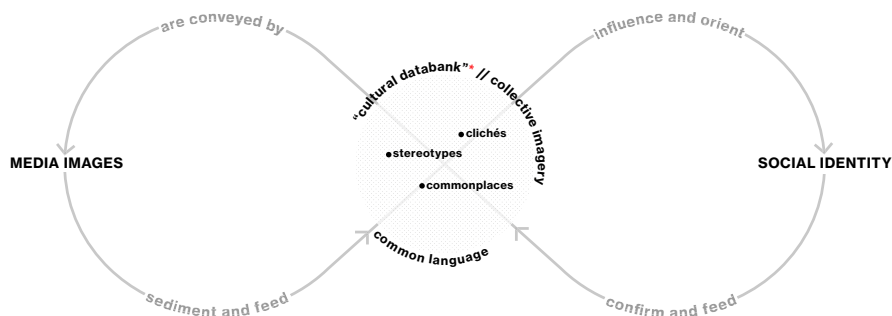 are conveyed by
influence and orient
“cultural databank”* // collective imagery
clichés
stereotypes
MEDIA IMAGES
SOCIAL IDENTITY
commonplaces
common language
sediment and feed
confirm and feed